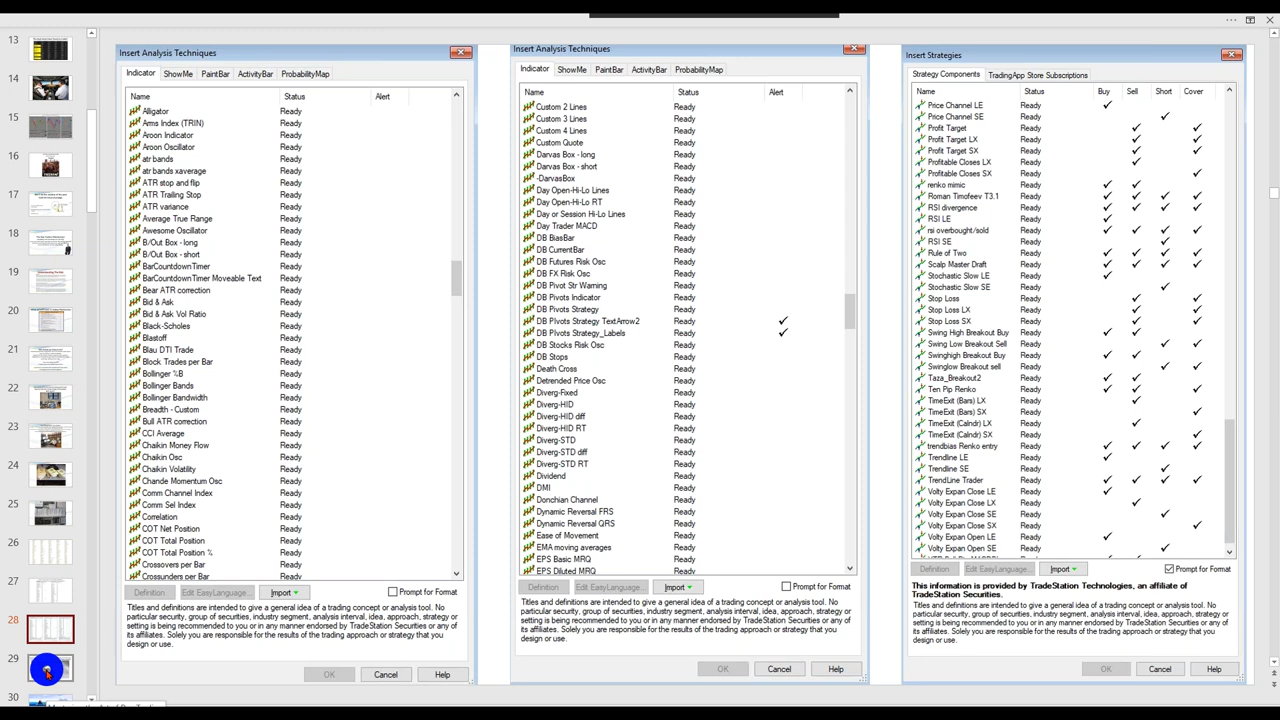 13
14
15
16
17
18
19
20
21
22
23
24
25
26
27
28
29
30
Insert Analysis Techniques
Indicator ShowMe PaintBar ActivityBar ProbabilityMap
Name Status Alert
Alligator Ready
Arms Index (TRIN) Ready
Aroon Indicator Ready
Aroon Oscillator Ready
atr bands Ready
atr bands xaverage Ready
ATR stop and flip Ready
ATR Trailing Stop Ready
ATR variance Ready
Average True Range Ready
Awesome Oscillator Ready
B/Out Box - long Ready
B/Out Box - short Ready
BarCountdownTimer Ready
BarCountdownTimer Moveable Text Ready
Bear ATR correction Ready
Bid & Ask Ready
Bid & Ask Vol Ratio Ready
Black-Scholes Ready
Blastoff Ready
Blau DTI Trade Ready
Block Trades per Bar Ready
Bollinger %B Ready
Bollinger Bands Ready
Bollinger Bandwidth Ready
Breadth - Custom Ready
Bull ATR correction Ready
CCI Average Ready
Chaikin Money Flow Ready
Chaikin Osc Ready
Chaikin Volatility Ready
Chande Momentum Osc Ready
Comm Channel Index Ready
Comm Sel Index Ready
Correlation Ready
COT Net Position Ready
COT Total Position Ready
COT Total Position % Ready
Crossovers per Bar Ready
Crossunders per Bar Ready
Definition Edit EasyLanguage... Import Prompt for Format
Titles and definitions are intended to give a general idea of a trading concept or analysis tool. No
particular security, group of securities, industry segment, analysis interval, idea, approach, strategy or
setting is being recommended to you or in any manner endorsed by TradeStation Securities or any of
its affiliates. Solely you are responsible for the results of the trading approach or strategy that you
design or use.
OK Cancel Help
Insert Analysis Techniques
Indicator ShowMe PaintBar ActivityBar ProbabilityMap
Name Status Alert
Custom 2 Lines Ready
Custom 3 Lines Ready
Custom 4 Lines Ready
Custom Quote Ready
Darvas Box - long Ready
Darvas Box - short Ready
-DarvasBox Ready
Day Open-Hi-Lo Lines Ready
Day Open-Hi-Lo RT Ready
Day or Session Hi-Lo Lines Ready
Day Trader MACD Ready
DB BiasBar Ready
DB CurrentBar Ready
DB Futures Risk Osc Ready
DB FX Risk Osc Ready
DB Pivot Str Warning Ready
DB Pivots Indicator Ready
DB Pivots Strategy Ready
DB PIvots Strategy TextArrow2 Ready ✓
DB PIvots Strategy_Labels Ready ✓
DB Stocks Risk Osc Ready
DB Stops Ready
Death Cross Ready
Detrended Price Osc Ready
Diverg-Fixed Ready
Diverg-HID Ready
Diverg-HID diff Ready
Diverg-HID RT Ready
Diverg-STD Ready
Diverg-STD diff Ready
Diverg-STD RT Ready
Dividend Ready
DMI Ready
Donchian Channel Ready
Dynamic Reversal FRS Ready
Dynamic Reversal QRS Ready
Ease of Movement Ready
EMA moving averages Ready
EPS Basic MRQ Ready
EPS Diluted MRQ Ready
Definition Edit EasyLanguage... Import Prompt for Format
Titles and definitions are intended to give a general idea of a trading concept or analysis tool. No
particular security, group of securities, industry segment, analysis interval, idea, approach, strategy or
setting is being recommended to you or in any manner endorsed by TradeStation Securities or any of
its affiliates. Solely you are responsible for the results of the trading approach or strategy that you
design or use.
OK Cancel Help
Insert Strategies
Strategy Components TradingApp Store Subscriptions
Name Status Buy Sell Short Cover
Price Channel LE Ready ✓
Price Channel SE Ready ✓
Profit Target Ready ✓ ✓
Profit Target LX Ready ✓
Profit Target SX Ready ✓
Profitable Closes LX Ready ✓
Profitable Closes SX Ready ✓
renko mimic Ready ✓ ✓
Roman Timofeev T3.1 Ready ✓ ✓ ✓ ✓
RSI divergence Ready ✓ ✓ ✓ ✓
RSI LE Ready ✓
rsi overbought/sold Ready ✓ ✓ ✓ ✓
RSI SE Ready ✓
Rule of Two Ready ✓ ✓ ✓ ✓
Scalp Master Draft Ready ✓ ✓ ✓ ✓
Stochastic Slow LE Ready ✓
Stochastic Slow SE Ready ✓
Stop Loss Ready ✓ ✓
Stop Loss LX Ready ✓
Stop Loss SX Ready ✓
Swing High Breakout Buy Ready ✓ ✓
Swing Low Breakout Sell Ready ✓ ✓
Swinghigh Breakout Buy Ready ✓ ✓
Swinglow Breakout sell Ready ✓ ✓
Taza_Breakout2 Ready ✓ ✓ ✓ ✓
Ten Pip Renko Ready ✓ ✓ ✓ ✓
TimeExit (Bars) LX Ready ✓
TimeExit (Bars) SX Ready ✓
TimeExit (Calndr) LX Ready ✓
TimeExit (Calndr) SX Ready ✓
trendbias Renko entry Ready ✓ ✓ ✓ ✓
Trendline LE Ready ✓
Trendline SE Ready ✓
TrendLine Trader Ready ✓ ✓ ✓ ✓
Volty Expan Close LE Ready ✓
Volty Expan Close LX Ready ✓
Volty Expan Close SE Ready ✓
Volty Expan Close SX Ready ✓
Volty Expan Open LE Ready ✓
Volty Expan Open SE Ready ✓
Definition Edit EasyLanguage... Import Prompt for Format
This information is provided by TradeStation Technologies, an affiliate of
TradeStation Securities.
Titles and definitions are intended to give a general idea of a trading concept or analysis tool. No
particular security, group of securities, industry segment, analysis interval, idea, approach, strategy or
setting is being recommended to you or in any manner endorsed by TradeStation Securities or any of
its affiliates. Solely you are responsible for the results of the trading approach or strategy that you
design or use.
OK Cancel Help